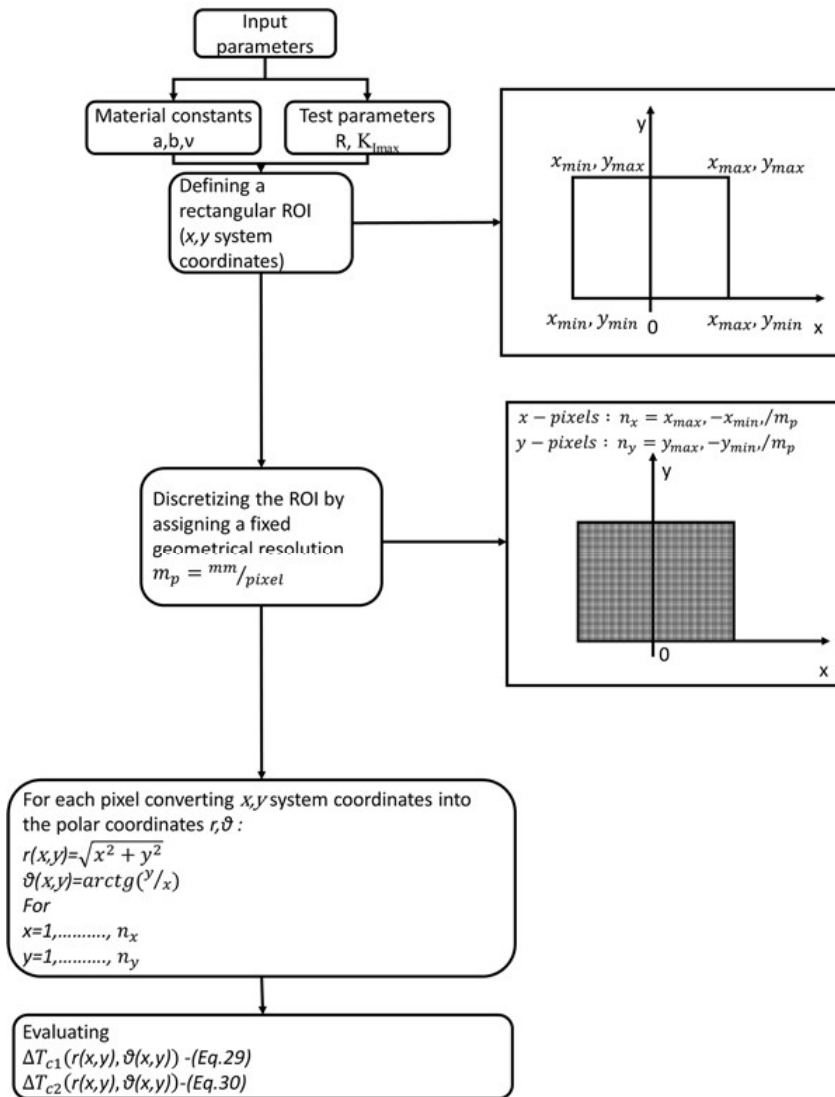 Input
parameters
Material constants
a,b,ν
Test parameters
R, K_Imax
Defining a
rectangular ROI
(x,y system
coordinates)
y
x_min, y_max
x_max, y_max
x_min, y_min
0
x_max, y_min
x
Discretizing the ROI by
assigning a fixed
geometrical resolution
m_p = mm/pixel
x − pixels : n_x = x_max, −x_min,/m_p
y − pixels : n_y = y_max, −y_min,/m_p
y
0
x
For each pixel converting x,y system coordinates into
the polar coordinates r,ϑ :
r(x,y)=√x² + y²
ϑ(x,y)=arctg(y/x)
For
x=1,.........., n_x
y=1,.........., n_y
Evaluating
ΔT_c1(r(x,y), ϑ(x,y)) -(Eq.29)
ΔT_c2(r(x,y), ϑ(x,y))-(Eq.30)